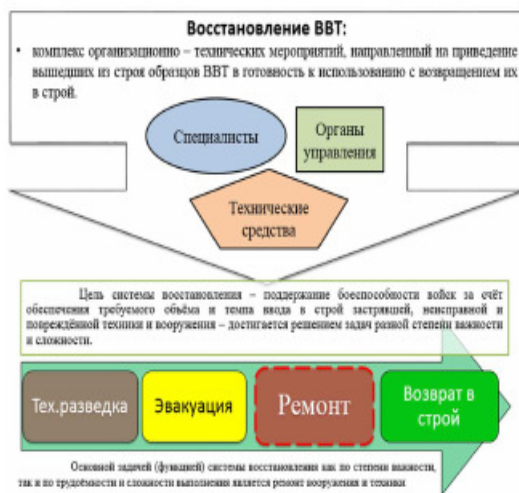 Восстановление ВВТ:
• комплекс организационно – технических мероприятий, направленный на приведение
вышедших из строя образцов ВВТ в готовность к использованию с возвращением их
в строй.
Специалисты
Органы
управления
Технические
средства
Цель системы восстановления – поддержание боеспособности войск за счёт
обеспечения требуемого объёма и темпа ввода в строй застрявшей, неисправной и
повреждённой техники и вооружения – достигается решением задач разной степени важности
и сложности.
Тех.разведка
Эвакуация
Ремонт
Возврат в
строй
Основной задачей (функцией) системы восстановления как по степени важности,
так и по трудоёмкости и сложности выполнения является ремонт вооружения и техники